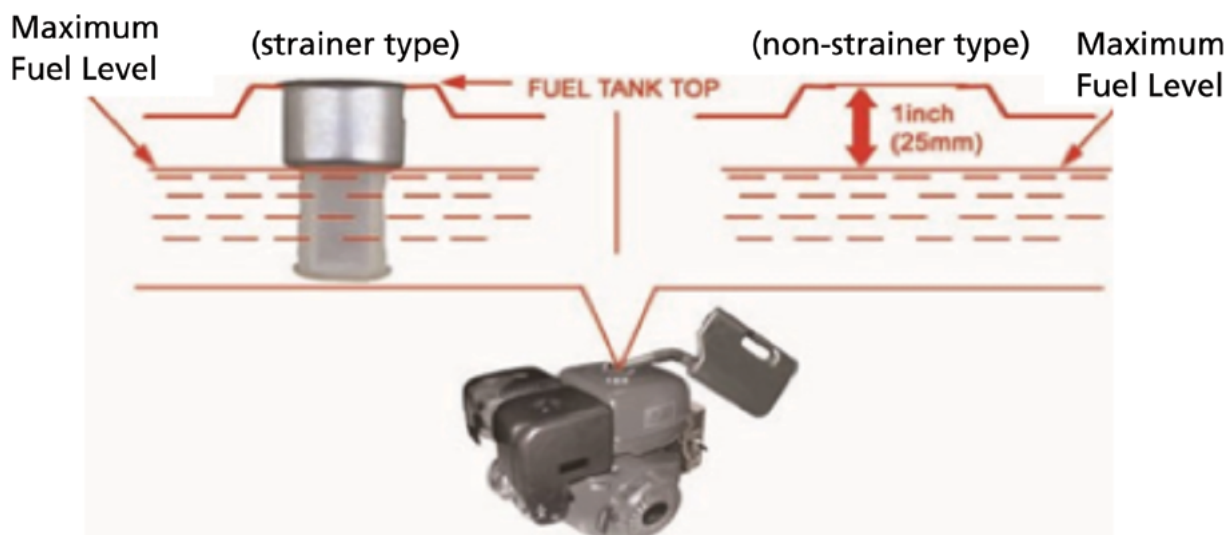 Maximum
Fuel Level
(strainer type)
FUEL TANK TOP
(non-strainer type)
Maximum
Fuel Level
1inch
(25mm)